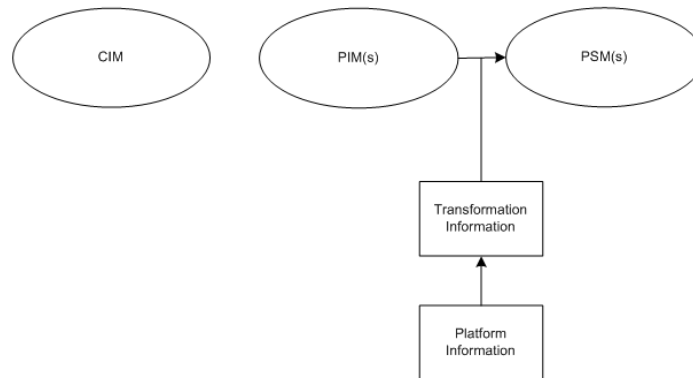 CIM
PIM(s)
PSM(s)
Transformation
Information
Platform
Information